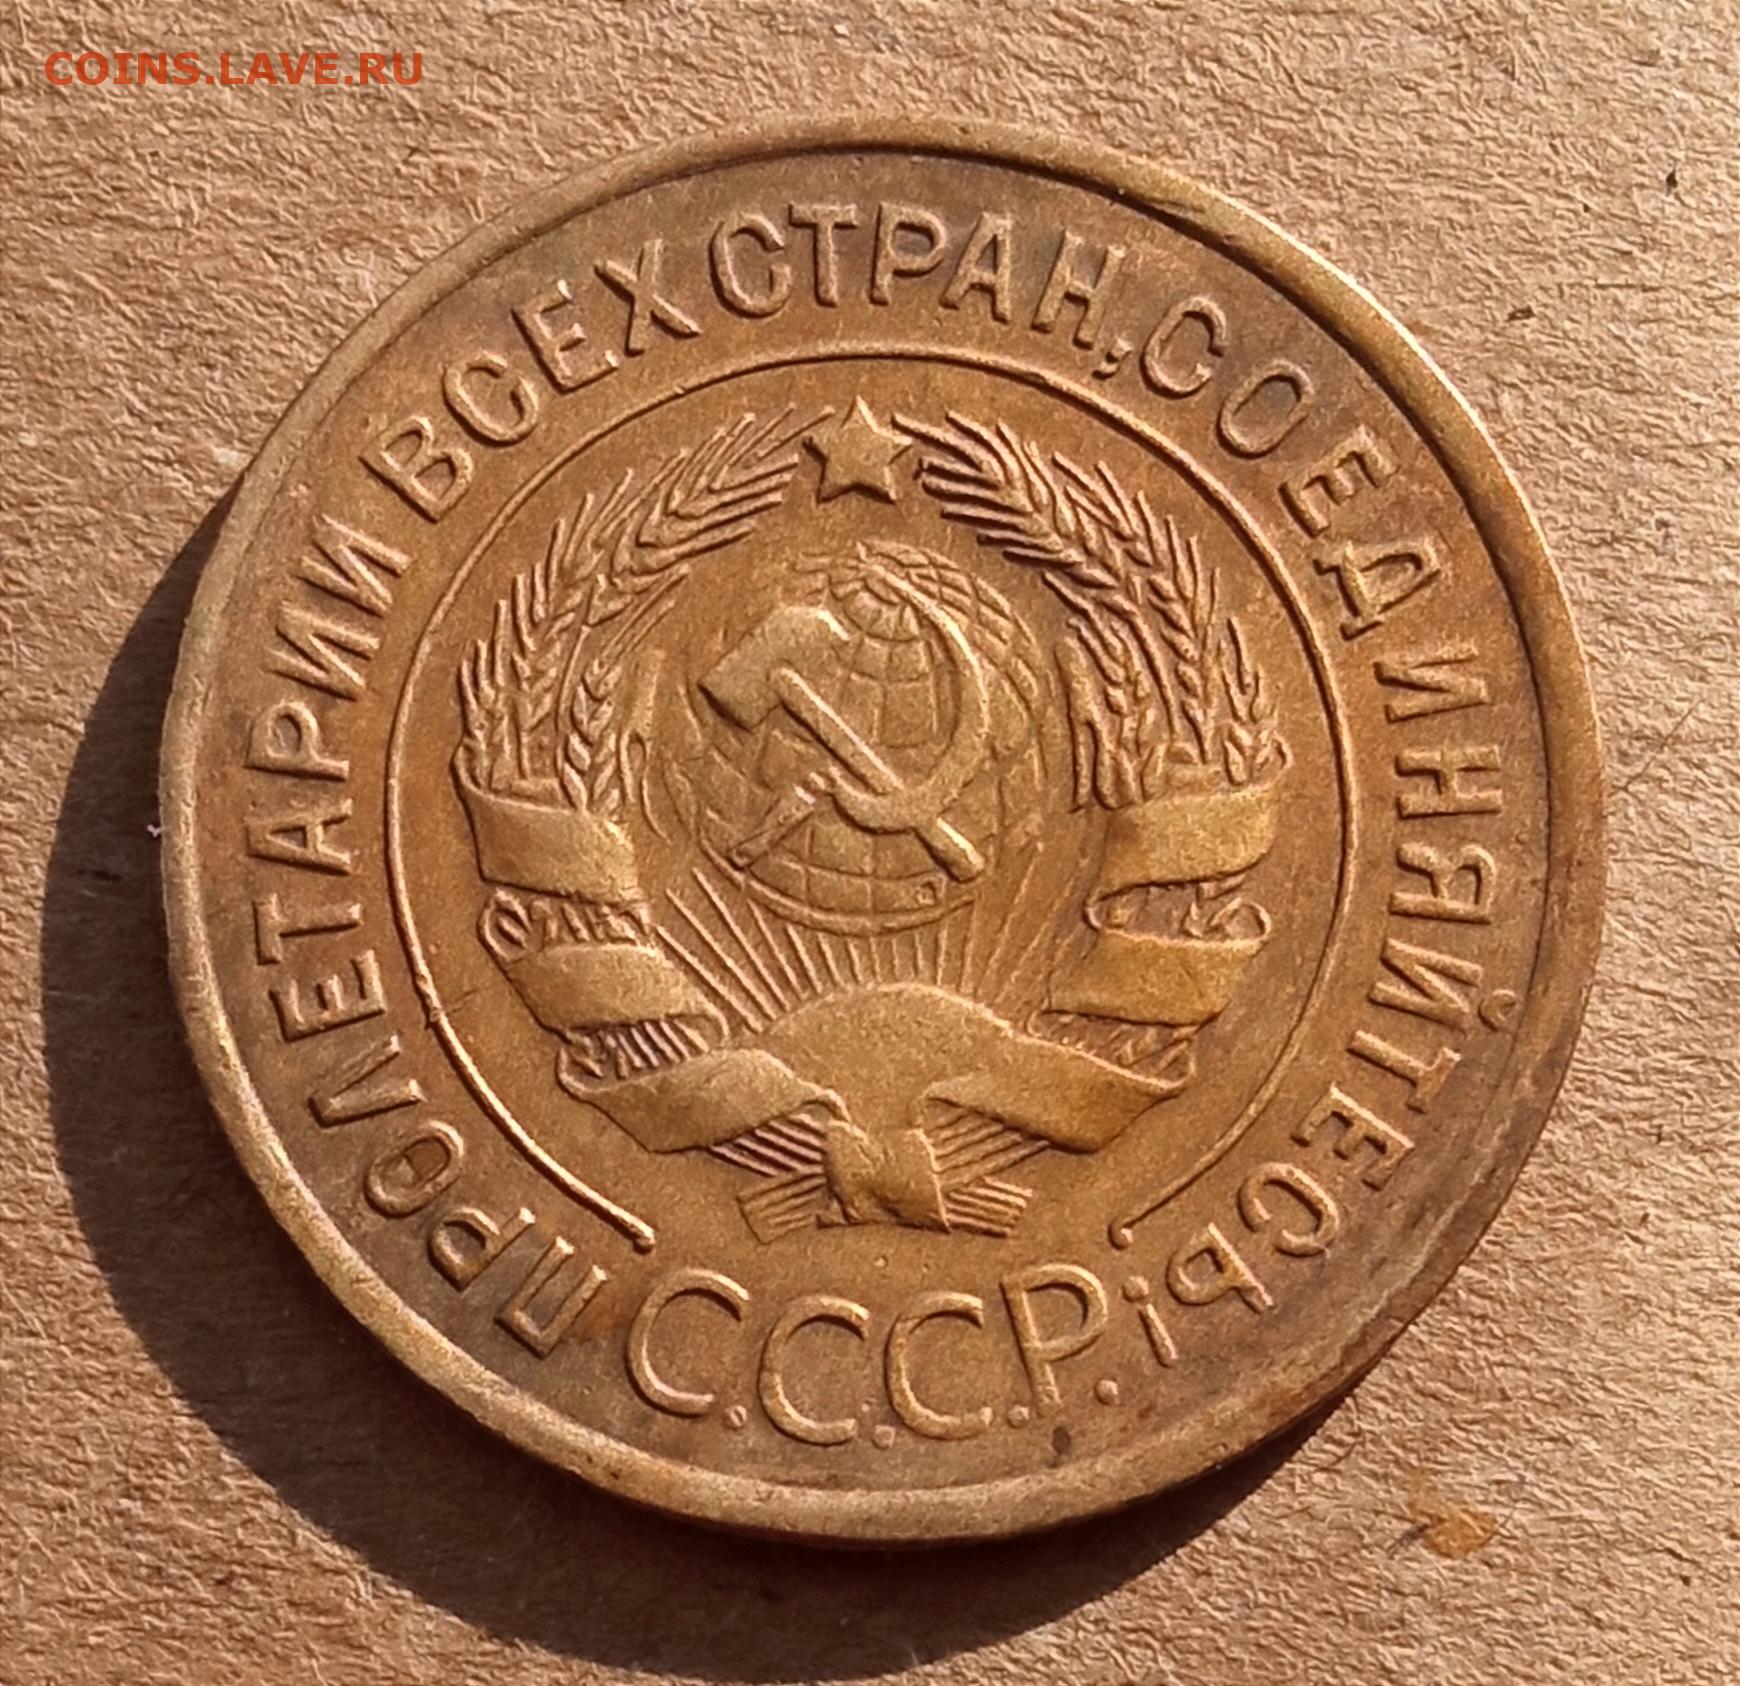 COINS.LAVE.RU
ПРОЛЕТАРИИ ВСЕХ СТРАН, СОЕДИНЯЙТЕСЬ!
С.С.С.Р.